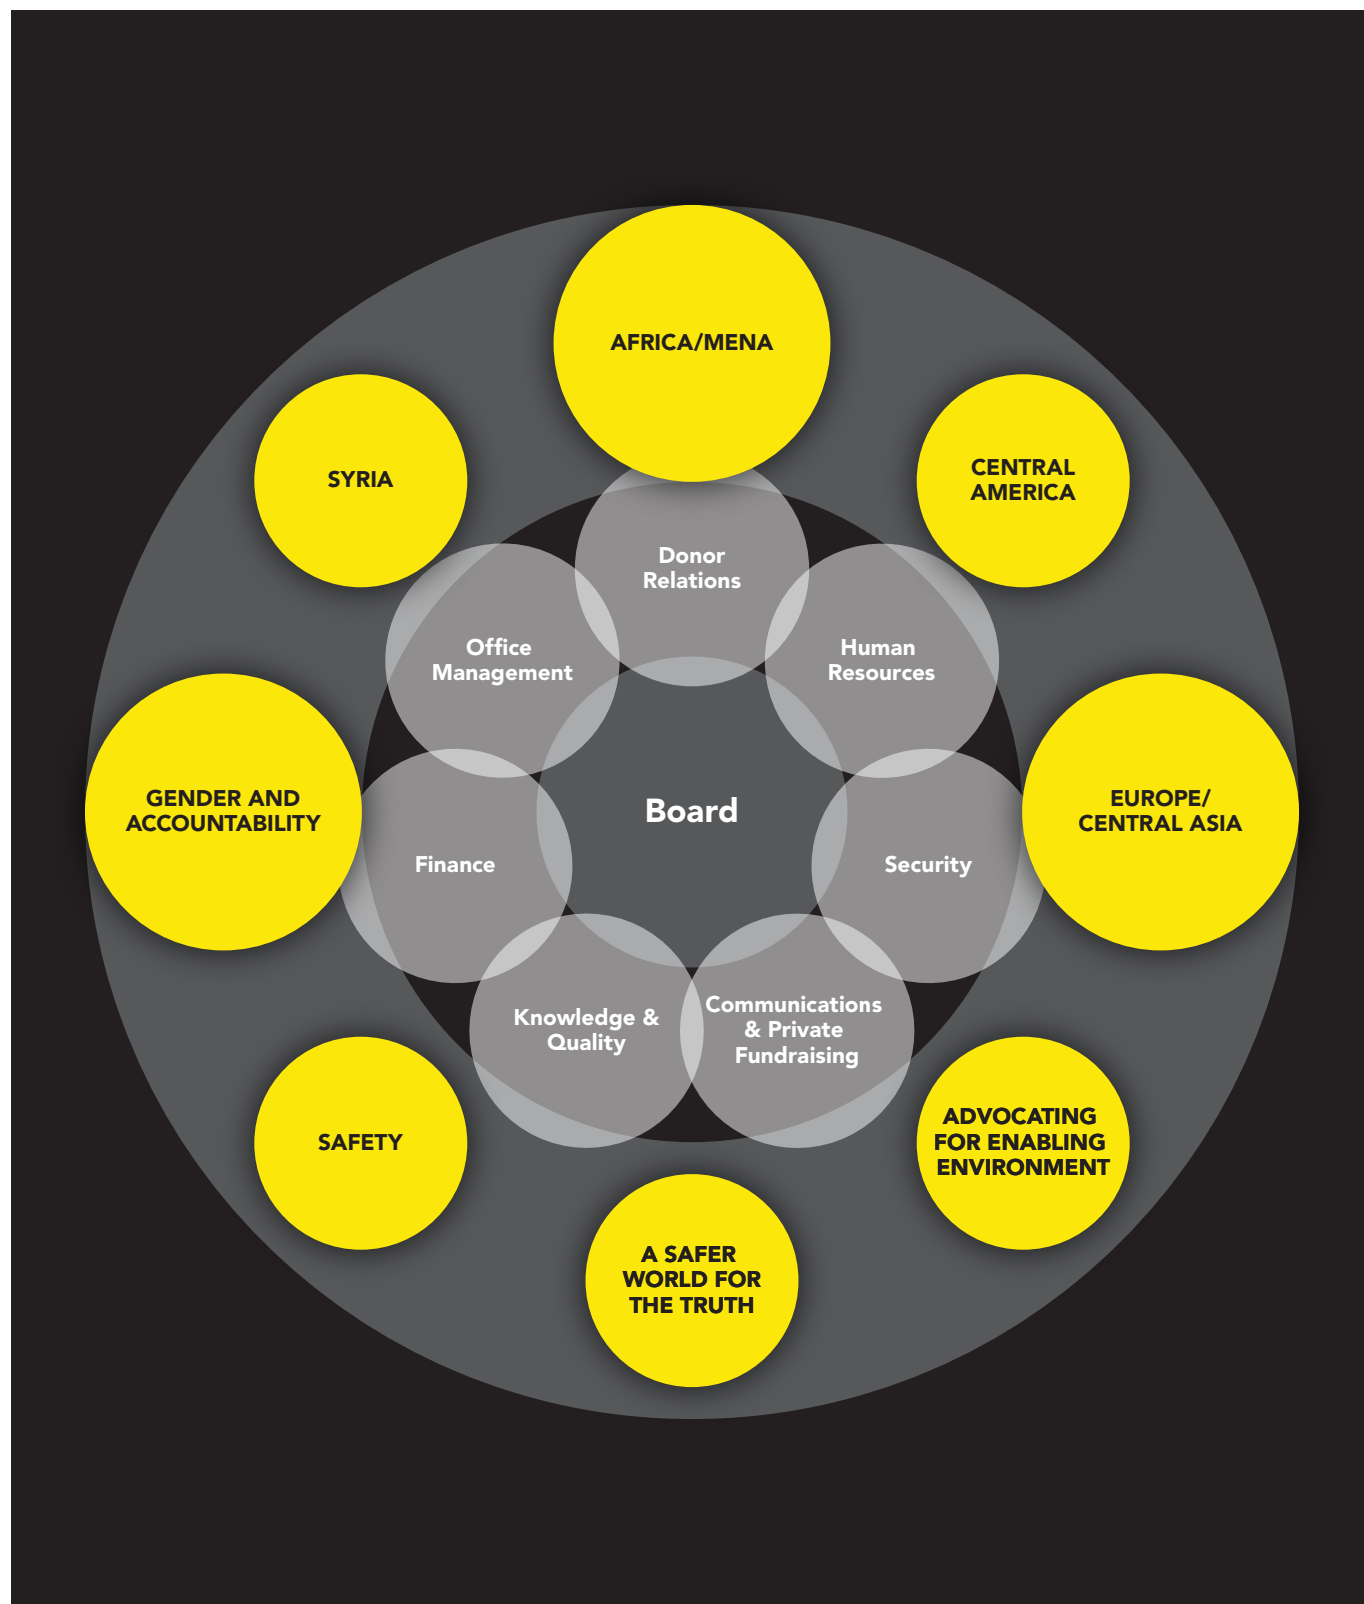 AFRICA/MENA
SYRIA
CENTRAL
AMERICA
Donor
Relations
Office
Management
Human
Resources
GENDER AND
ACCOUNTABILITY
Board
EUROPE/
CENTRAL ASIA
Finance
Security
Knowledge &
Quality
Communications
& Private
Fundraising
SAFETY
ADVOCATING
FOR ENABLING
ENVIRONMENT
A SAFER
WORLD FOR
THE TRUTH